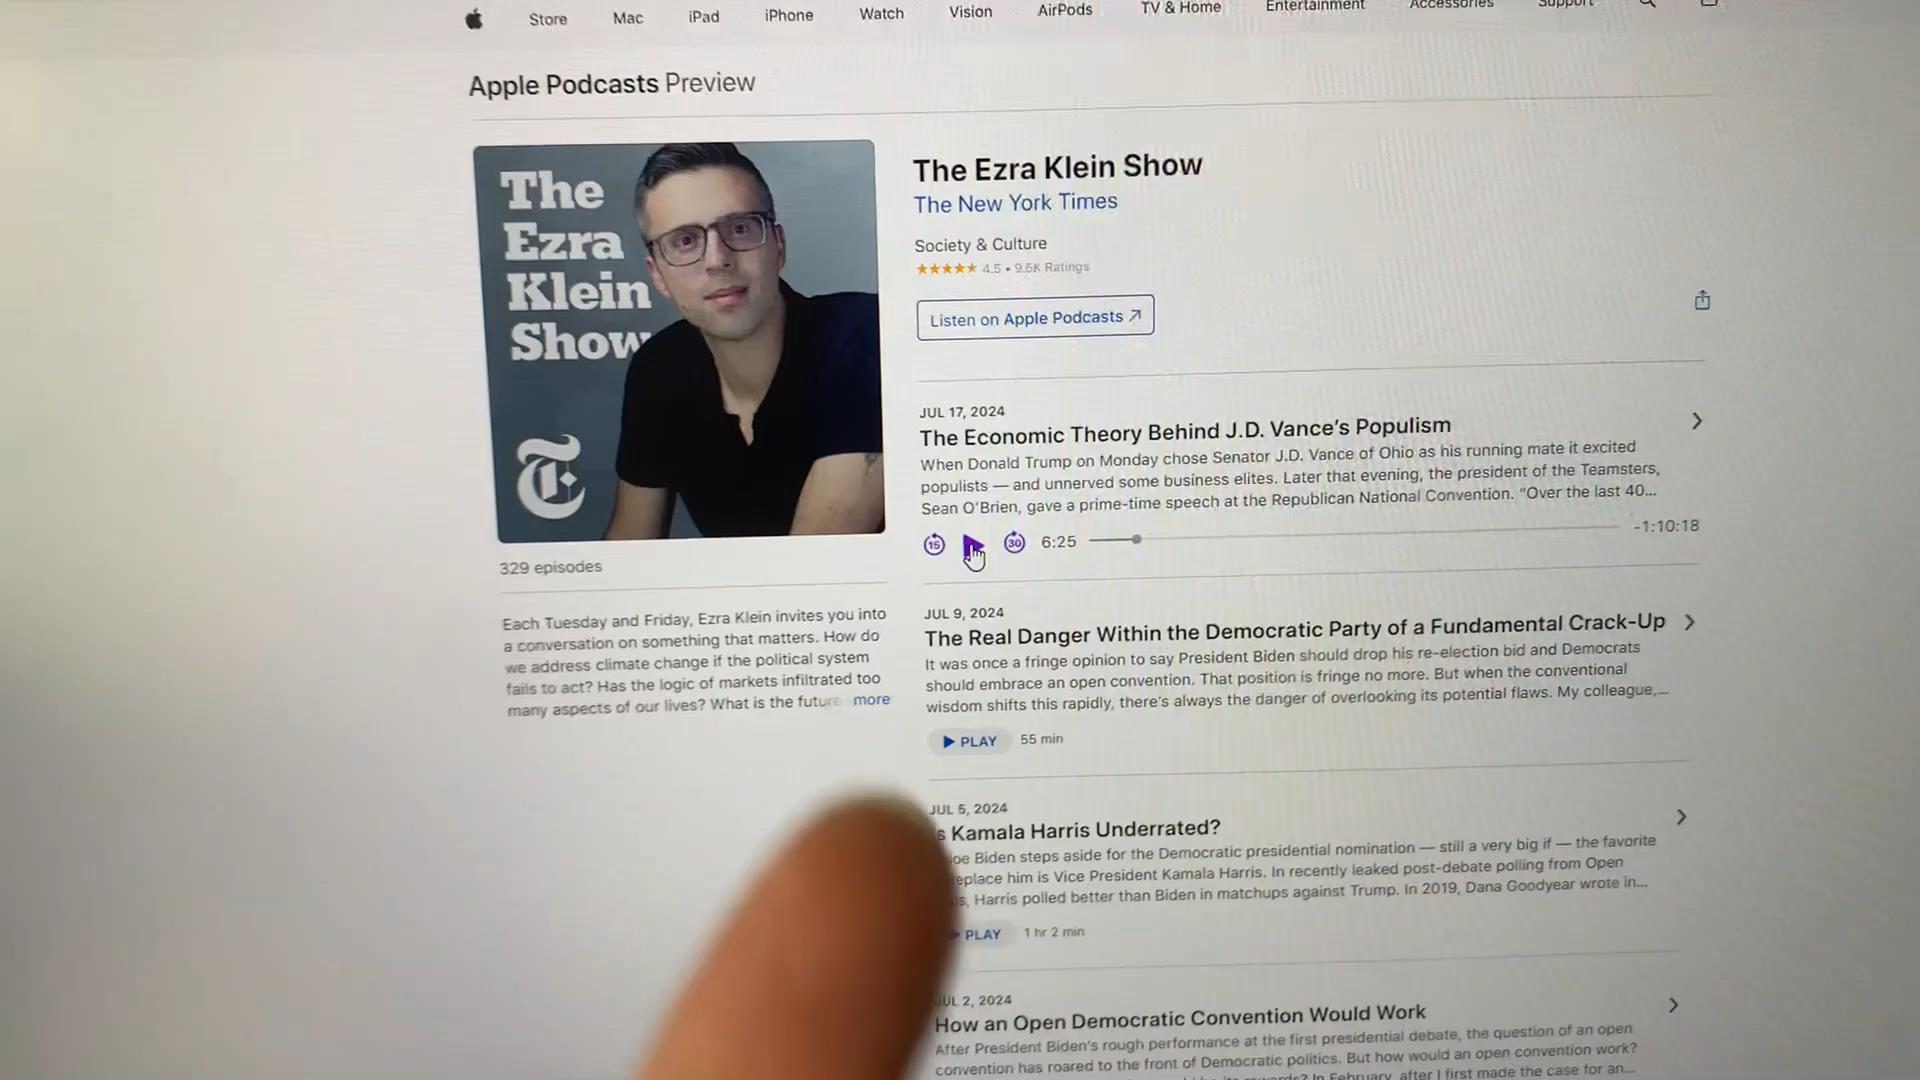 Store Mac iPad iPhone Watch Vision AirPods TV & Home Entertainment Accessories Support
Apple Podcasts Preview
The
Ezra
Klein
Show
T
329 episodes
Each Tuesday and Friday, Ezra Klein invites you into
a conversation on something that matters. How do
we address climate change if the political system
fails to act? Has the logic of markets infiltrated too
many aspects of our lives? What is the future more
The Ezra Klein Show
The New York Times
Society & Culture
★★★★★ 4.5 • 9.5K Ratings
Listen on Apple Podcasts ↗
JUL 17, 2024
The Economic Theory Behind J.D. Vance's Populism
When Donald Trump on Monday chose Senator J.D. Vance of Ohio as his running mate it excited
populists — and unnerved some business elites. Later that evening, the president of the Teamsters,
Sean O'Brien, gave a prime-time speech at the Republican National Convention. “Over the last 40...
15 30 6:25 -1:10:18
JUL 9, 2024
The Real Danger Within the Democratic Party of a Fundamental Crack-Up
It was once a fringe opinion to say President Biden should drop his re-election bid and Democrats
should embrace an open convention. That position is fringe no more. But when the conventional
wisdom shifts this rapidly, there's always the danger of overlooking its potential flaws. My colleague,...
PLAY 55 min
JUL 5, 2024
s Kamala Harris Underrated?
oe Biden steps aside for the Democratic presidential nomination — still a very big if — the favorite
eplace him is Vice President Kamala Harris. In recently leaked post-debate polling from Open
s, Harris polled better than Biden in matchups against Trump. In 2019, Dana Goodyear wrote in...
PLAY 1 hr 2 min
JUL 2, 2024
How an Open Democratic Convention Would Work
After President Biden's rough performance at the first presidential debate, the question of an open
convention has roared to the front of Democratic politics. But how would an open convention work?
rewards? In February, after I first made the case for an...